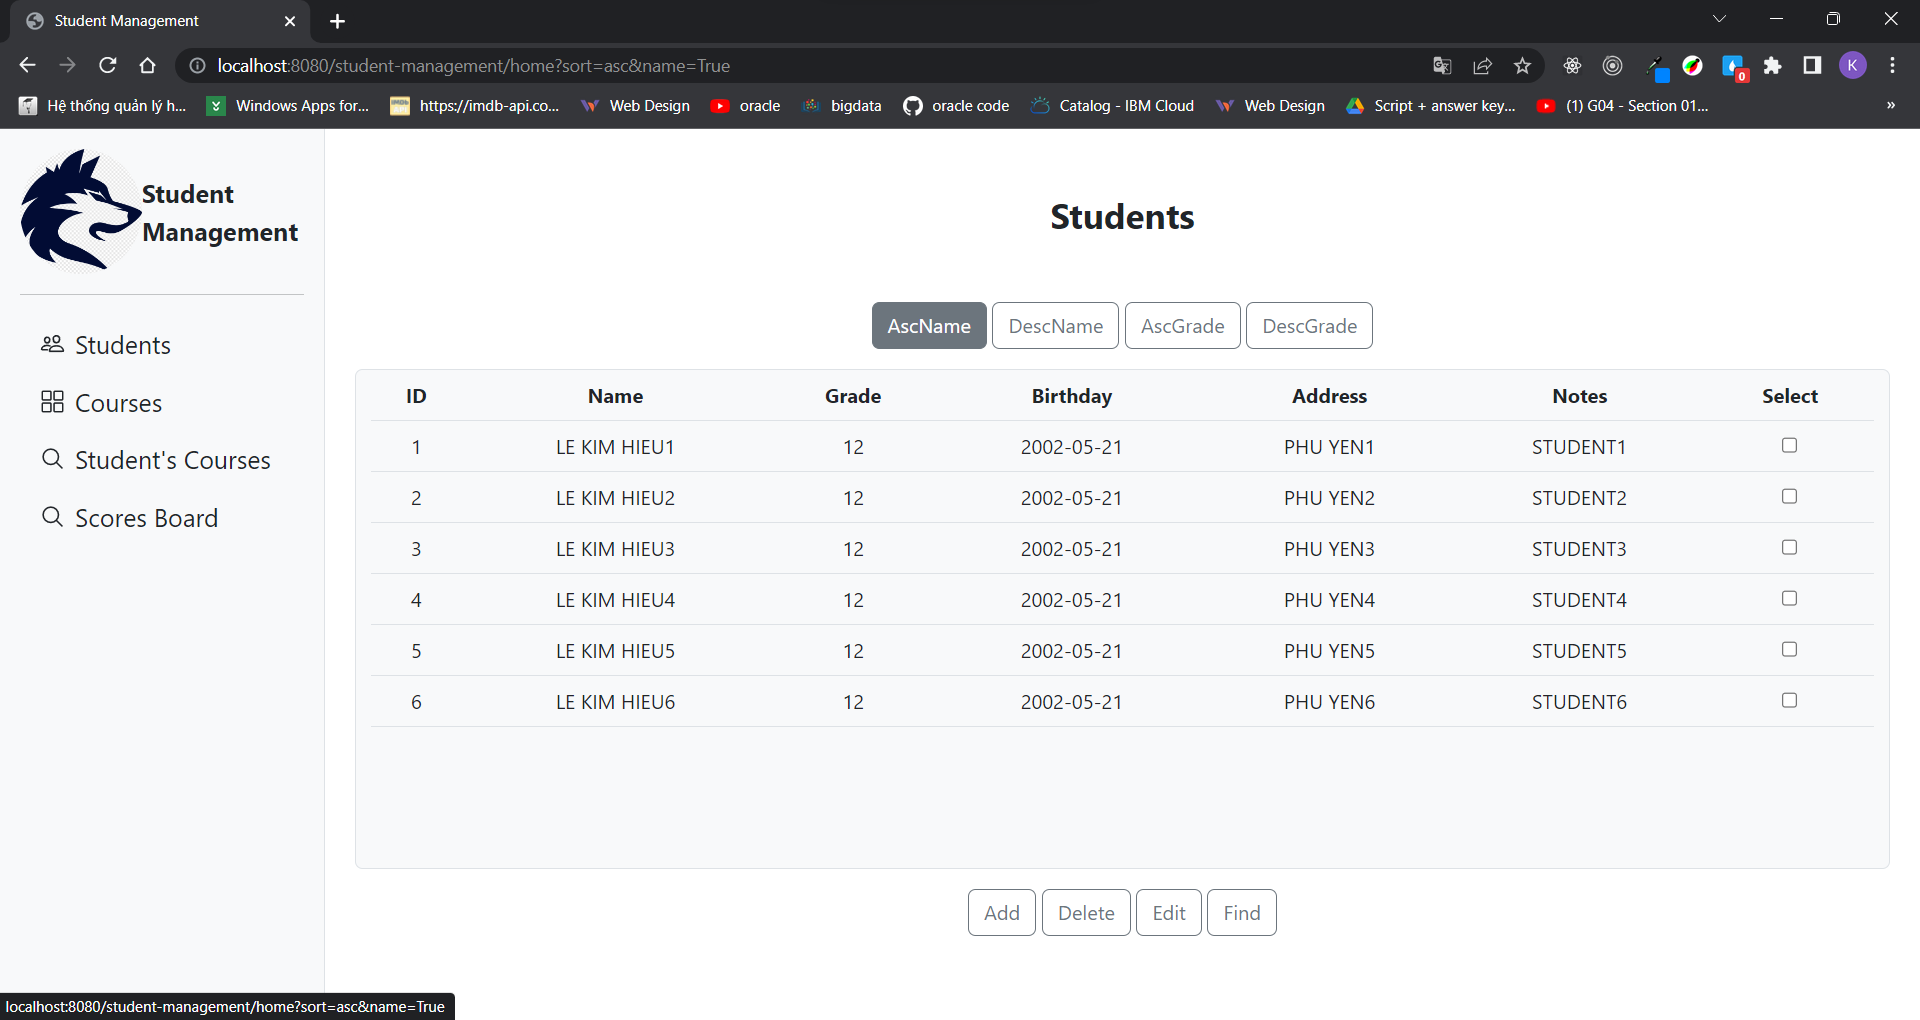 Student Management
localhost:8080/student-management/home?sort=asc&name=True
0
K
Hệ thống quản lý h... Windows Apps for... https://imdb-api.co... Web Design oracle bigdata oracle code Catalog - IBM Cloud Web Design Script + answer key... (1) G04 - Section 01... »
Student
Management
Students
Courses
Student's Courses
Scores Board
Students
AscName DescName AscGrade DescGrade
ID Name Grade Birthday Address Notes Select
1 LE KIM HIEU1 12 2002-05-21 PHU YEN1 STUDENT1
2 LE KIM HIEU2 12 2002-05-21 PHU YEN2 STUDENT2
3 LE KIM HIEU3 12 2002-05-21 PHU YEN3 STUDENT3
4 LE KIM HIEU4 12 2002-05-21 PHU YEN4 STUDENT4
5 LE KIM HIEU5 12 2002-05-21 PHU YEN5 STUDENT5
6 LE KIM HIEU6 12 2002-05-21 PHU YEN6 STUDENT6
Add Delete Edit Find
localhost:8080/student-management/home?sort=asc&name=True